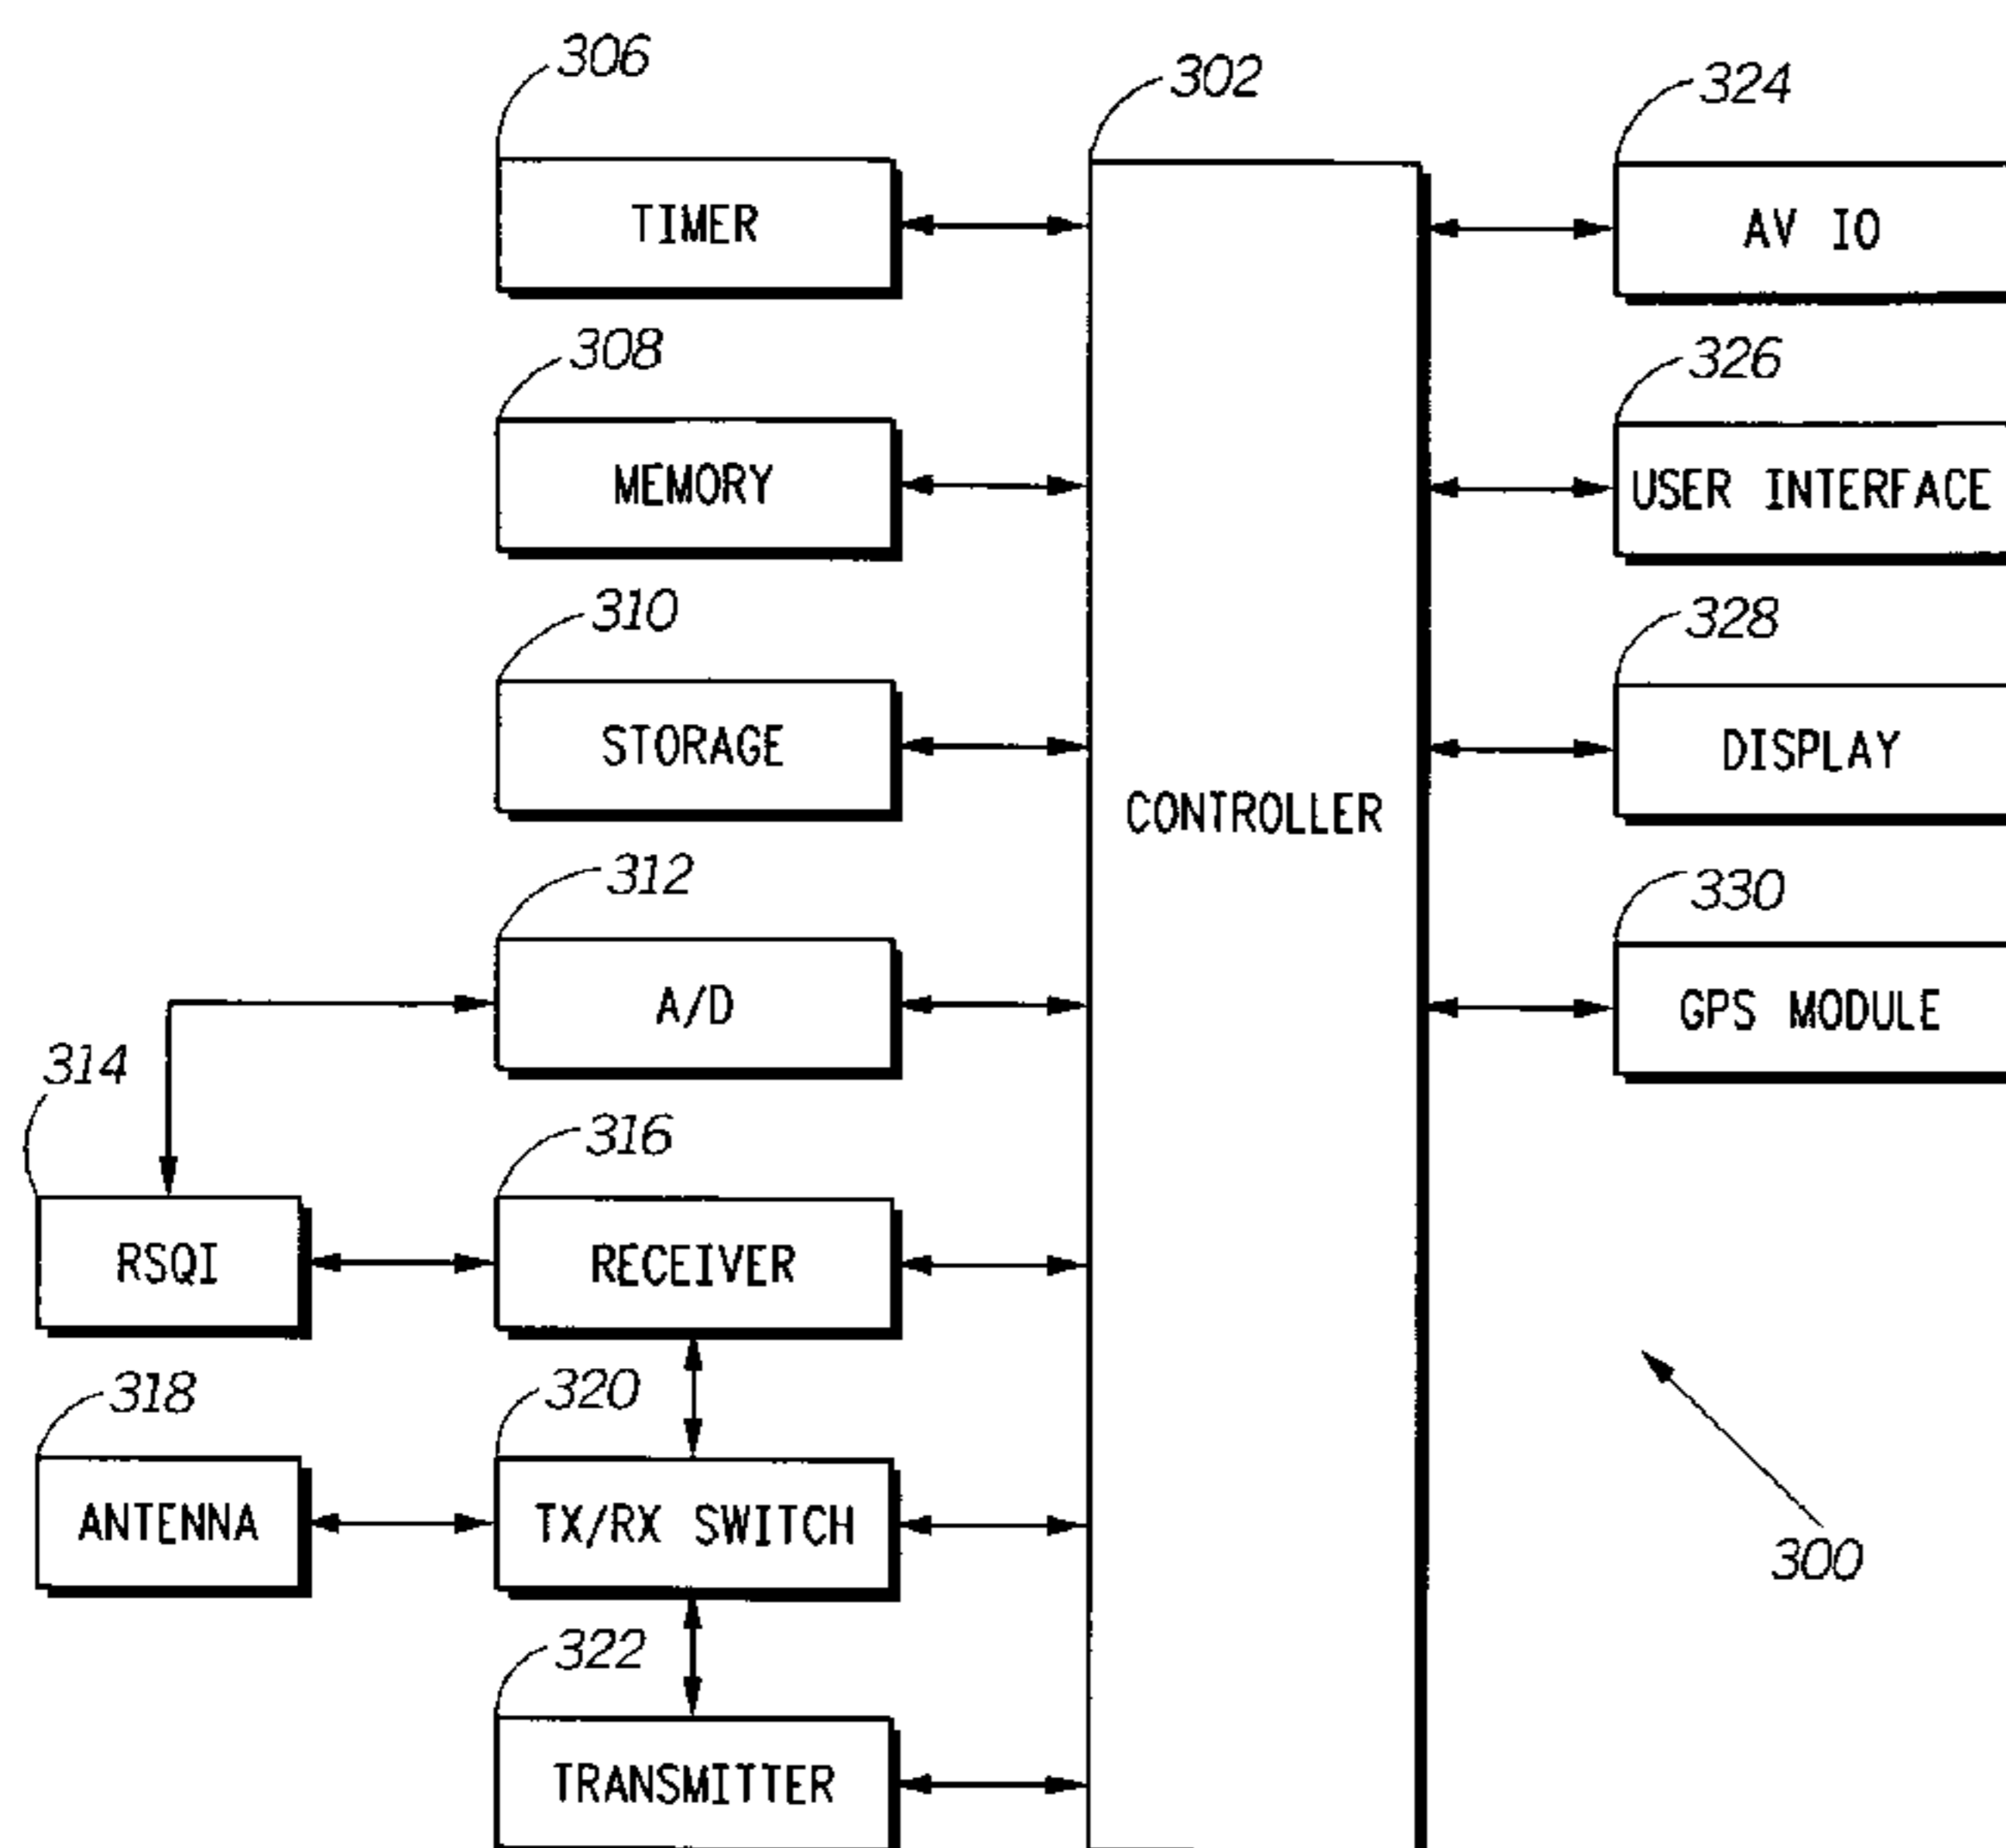 306
302
324
TIMER
AV IO
308
326
MEMORY
USER INTERFACE
310
328
STORAGE
DISPLAY
CONTROLLER
312
330
A/D
GPS MODULE
314
316
RSQI
RECEIVER
318
320
ANTENNA
TX/RX SWITCH
300
322
TRANSMITTER